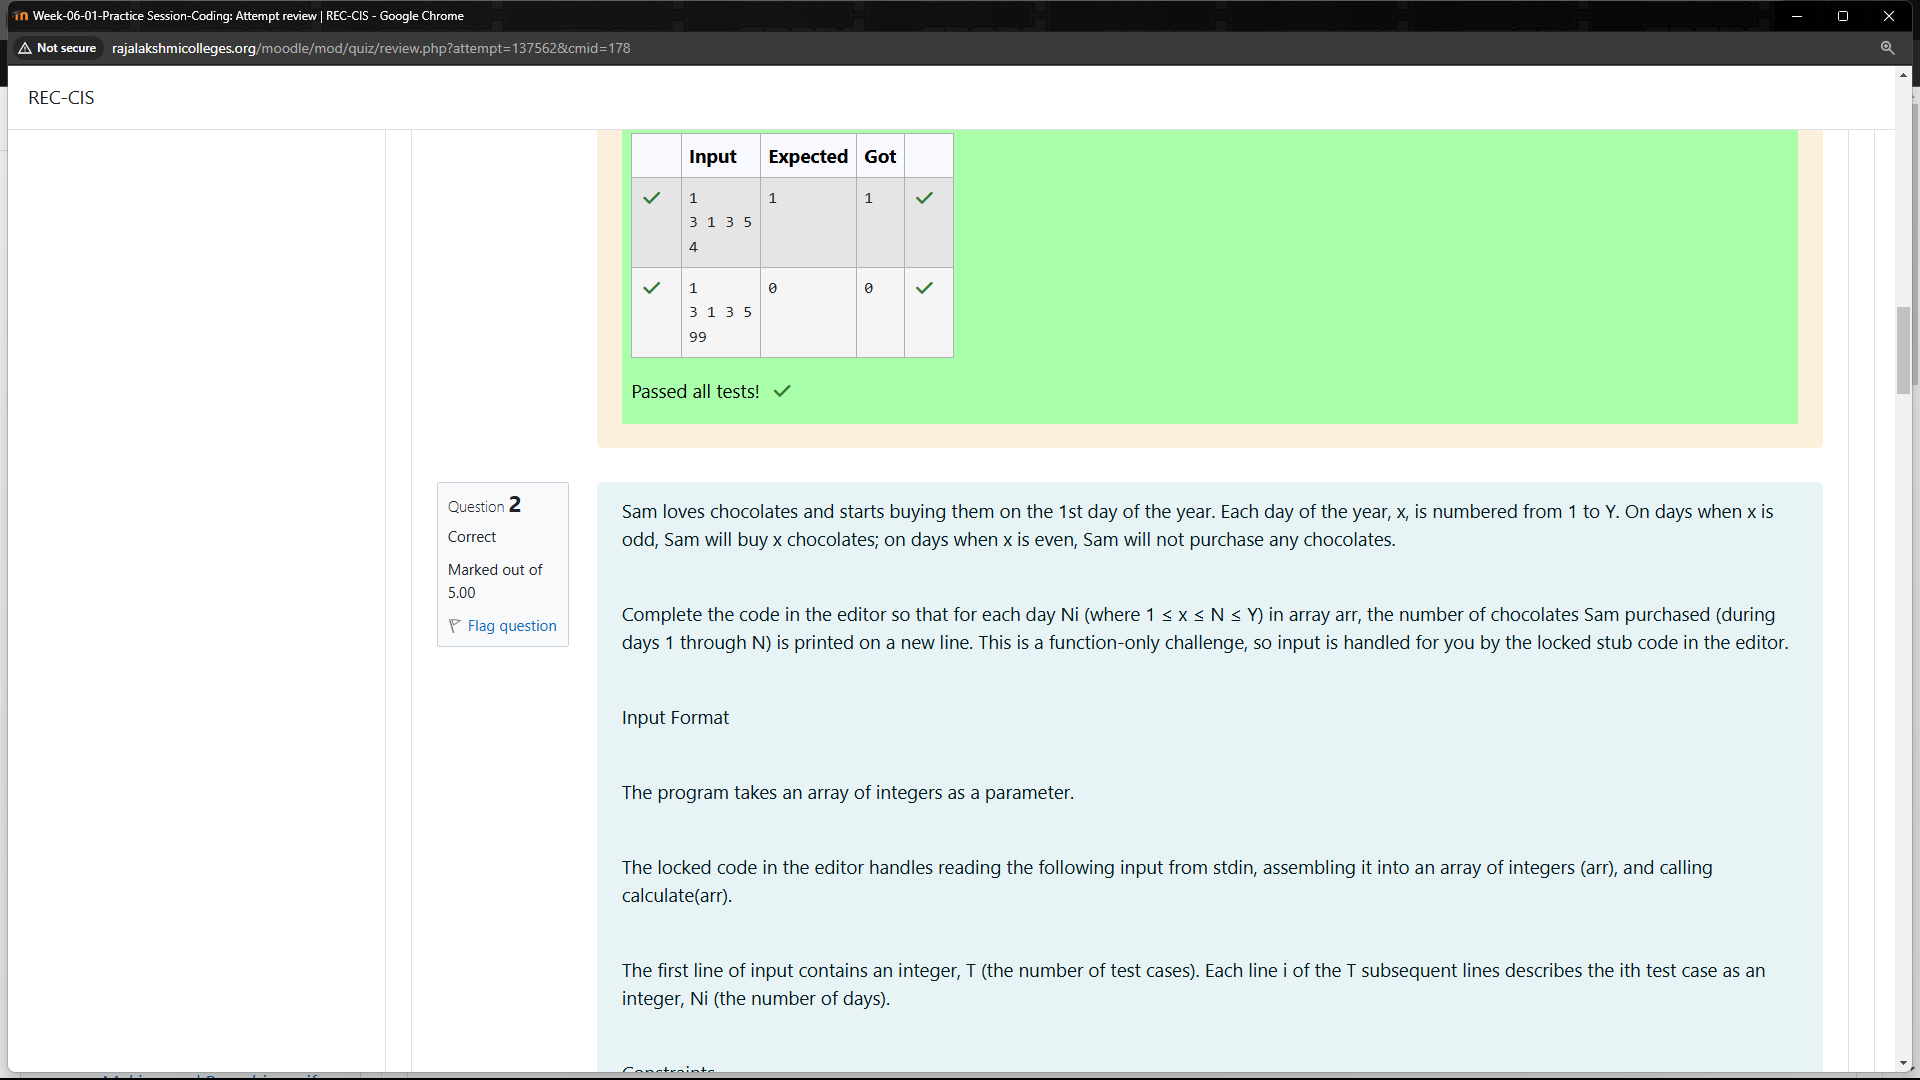 Week-06-01-Practice Session-Coding: Attempt review | REC-CIS - Google Chrome
Not secure rajalakshmicolleges.org/moodle/mod/quiz/review.php?attempt=137562&cmid=178
REC-CIS
Input Expected Got
1 1 1
3 1 3 5
4
1 0 0
3 1 3 5
99
Passed all tests!
Question 2
Correct
Marked out of
5.00
Flag question
Sam loves chocolates and starts buying them on the 1st day of the year. Each day of the year, x, is numbered from 1 to Y. On days when x is
odd, Sam will buy x chocolates; on days when x is even, Sam will not purchase any chocolates.
Complete the code in the editor so that for each day Ni (where 1 ≤ x ≤ N ≤ Y) in array arr, the number of chocolates Sam purchased (during
days 1 through N) is printed on a new line. This is a function-only challenge, so input is handled for you by the locked stub code in the editor.
Input Format
The program takes an array of integers as a parameter.
The locked code in the editor handles reading the following input from stdin, assembling it into an array of integers (arr), and calling
calculate(arr).
The first line of input contains an integer, T (the number of test cases). Each line i of the T subsequent lines describes the ith test case as an
integer, Ni (the number of days).
Constraints